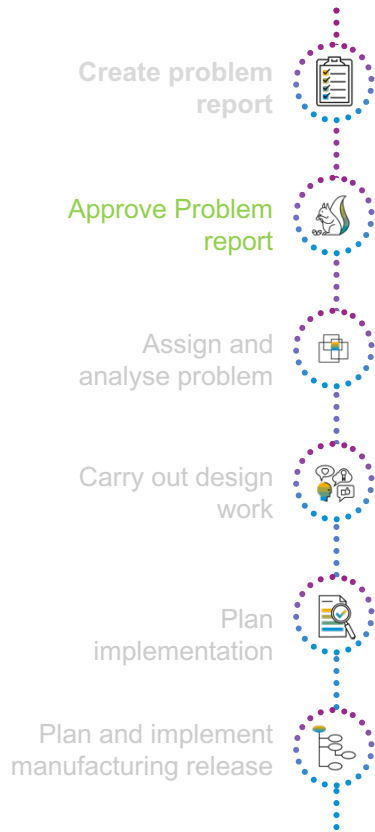 Create problem
report
Approve Problem
report
Assign and
analyse problem
Carry out design
work
Plan
implementation
Plan and implement
manufacturing release